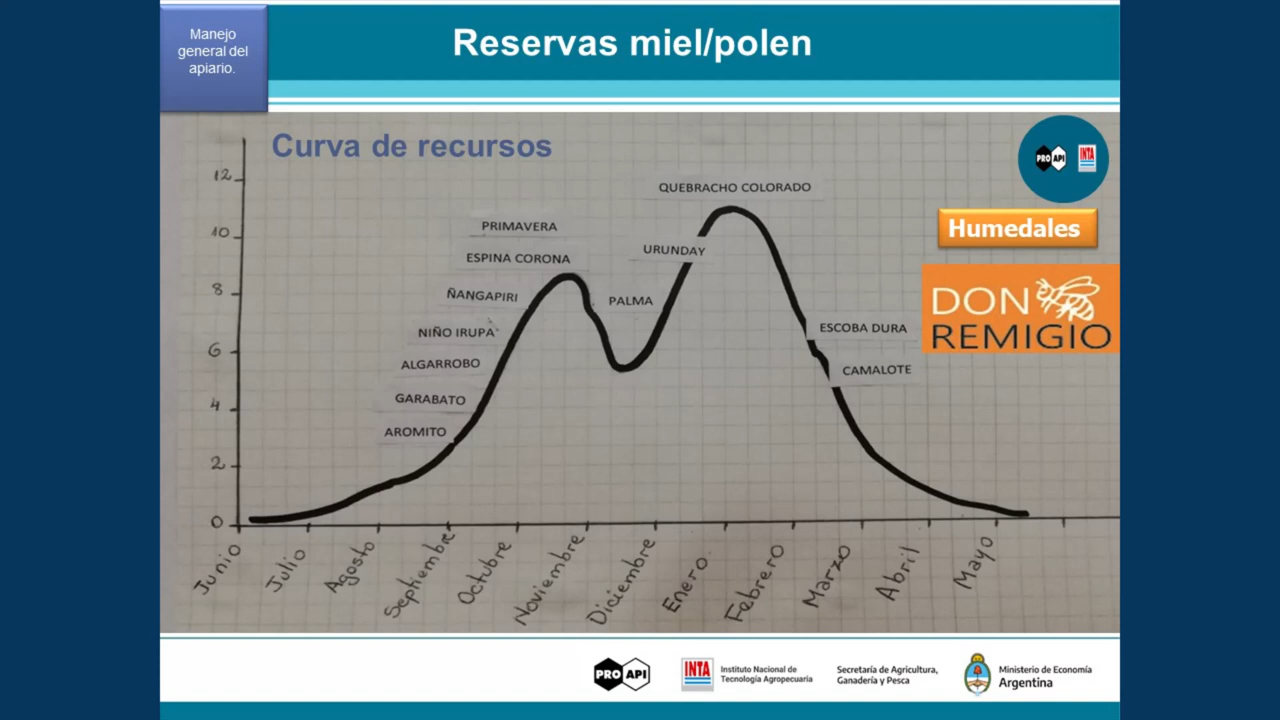 Manejo
general del
apiario.
Reservas miel/polen
Curva de recursos
PRO API
INTA
Humedales
DON
REMIGIO
12
10
8
6
4
2
0
QUEBRACHO COLORADO
PRIMAVERA
URUNDAY
ESPINA CORONA
ÑANGAPIRI
PALMA
NIÑO IRUPA
ESCOBA DURA
ALGARROBO
CAMALOTE
GARABATO
AROMITO
Junio
Julio
Agosto
Septiembre
Octubre
Noviembre
Diciembre
Enero
Febrero
Marzo
Abril
Mayo
PRO API
INTA
Instituto Nacional de
Tecnología Agropecuaria
Secretaría de Agricultura,
Ganadería y Pesca
Ministerio de Economía
Argentina